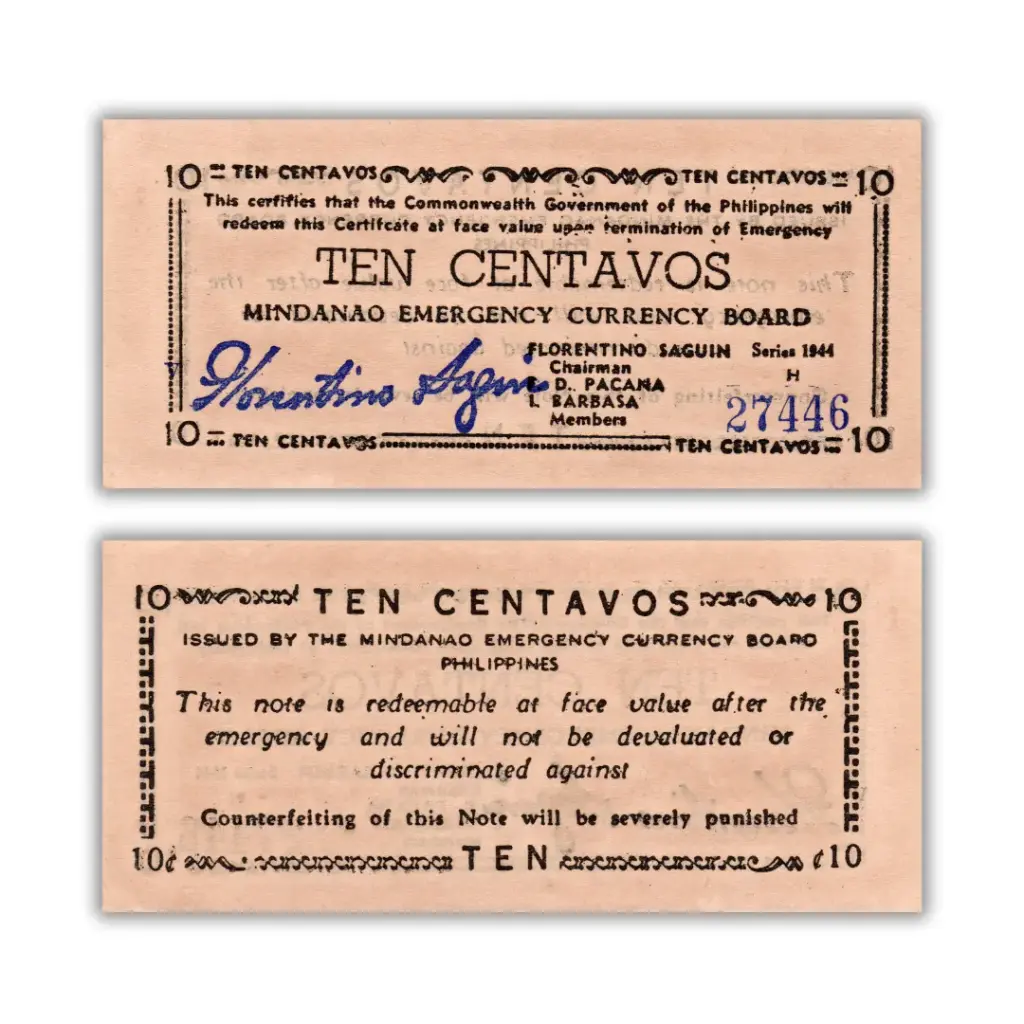 10 = TEN CENTAVOS TEN CENTAVOS = 10
This cerfifies that the Commonwealth Government of the Philippines will
redeem this Certifcate at face value upon termination of Emergency
TEN CENTAVOS
MINDANAO EMERGENCY CURRENCY BOARD
Florentino Saguin
FLORENTINO SAGUIN Series 1944
Chairman H
D. PACANA
I. BARBASA 27446
Members
10 = TEN CENTAVOS TEN CENTAVOS = 10
10 TEN CENTAVOS 10
ISSUED BY THE MINDANAO EMERGENCY CURRENCY BOARD
PHILIPPINES
This note is redeemable at face value after the
emergency and will not be devaluated or
discriminated against
Counterfeiting of this Note will be severely punished
10¢ TEN ¢10